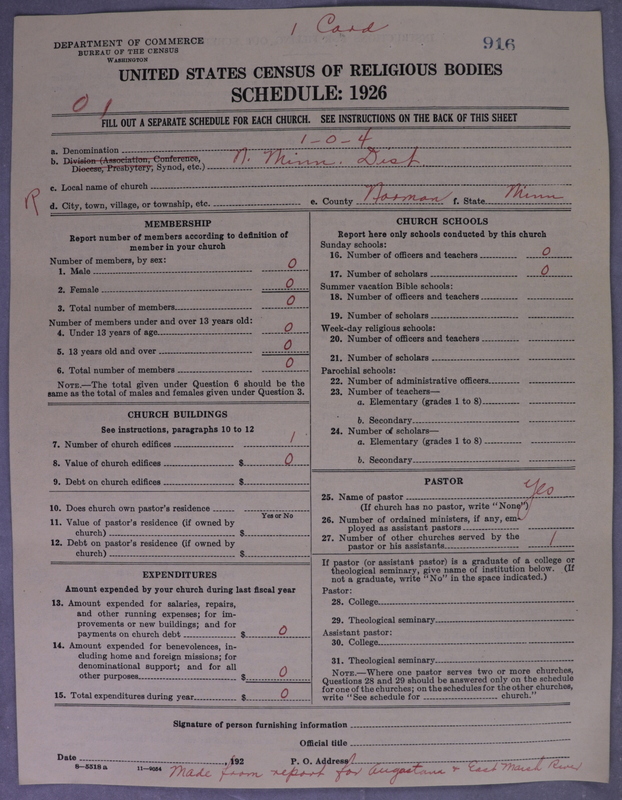 1 Card
916
DEPARTMENT OF COMMERCE
BUREAU OF THE CENSUS
WASHINGTON
UNITED STATES CENSUS OF RELIGIOUS BODIES
SCHEDULE: 1926
0 1
FILL OUT A SEPARATE SCHEDULE FOR EACH CHURCH. SEE INSTRUCTIONS ON THE BACK OF THIS SHEET
1-0-4
a. Denomination
b. Division (Association, Conference, Diocese, Presbytery, Synod, etc.) N. Minn. Dist
c. Local name of church
R
d. City, town, village, or township, etc. e. County Norman f. State Minn
MEMBERSHIP
Report number of members according to definition of
member in your church
Number of members, by sex:
1. Male 0
2. Female 0
3. Total number of members 0
Number of members under and over 13 years old:
4. Under 13 years of age 0
5. 13 years old and over 0
6. Total number of members 0
NOTE.—The total given under Question 6 should be the
same as the total of males and females given under Question 3.
CHURCH BUILDINGS
See instructions, paragraphs 10 to 12
7. Number of church edifices 1
8. Value of church edifices $ 0
9. Debt on church edifices $
10. Does church own pastor's residence
Yes or No
11. Value of pastor's residence (if owned by
church) $
12. Debt on pastor's residence (if owned by
church) $
EXPENDITURES
Amount expended by your church during last fiscal year
13. Amount expended for salaries, repairs,
and other running expenses; for im-
provements or new buildings; and for
payments on church debt $ 0
14. Amount expended for benevolences, in-
cluding home and foreign missions; for
denominational support; and for all
other purposes $ 0
15. Total expenditures during year $ 0
CHURCH SCHOOLS
Report here only schools conducted by this church
Sunday schools:
16. Number of officers and teachers 0
17. Number of scholars 0
Summer vacation Bible schools:
18. Number of officers and teachers
19. Number of scholars
Week-day religious schools:
20. Number of officers and teachers
21. Number of scholars
Parochial schools:
22. Number of administrative officers
23. Number of teachers—
a. Elementary (grades 1 to 8)
b. Secondary
24. Number of scholars—
a. Elementary (grades 1 to 8)
b. Secondary
PASTOR
25. Name of pastor Yes
(If church has no pastor, write "None")
26. Number of ordained ministers, if any, em-
ployed as assistant pastors
27. Number of other churches served by the
pastor or his assistants 1
If pastor (or assistant pastor) is a graduate of a college or
theological seminary, give name of institution below. (If
not a graduate, write "No" in the space indicated.)
Pastor:
28. College
29. Theological seminary
Assistant pastor:
30. College
31. Theological seminary
NOTE.—Where one pastor serves two or more churches,
Questions 28 and 29 should be answered only on the schedule
for one of the churches; on the schedules for the other churches,
write "See schedule for church."
Signature of person furnishing information
Official title
Date , 192 P. O. Address
8-5318a 11-9064
Made from report for Augustana + East Marsh River